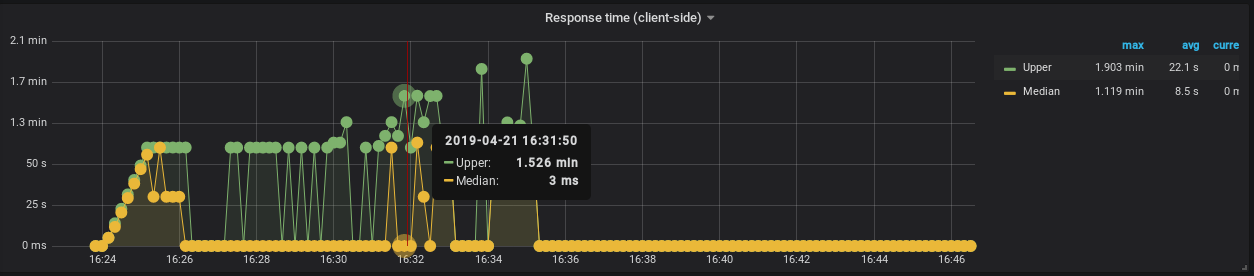 Response time (client-side)
2.1 min
1.7 min
1.3 min
50 s
25 s
0 ms
16:24 16:26 16:28 16:30 16:32 16:34 16:36 16:38 16:40 16:42 16:44 16:46
2019-04-21 16:31:50
Upper: 1.526 min
Median: 3 ms
max avg curre
Upper 1.903 min 22.1 s 0 m
Median 1.119 min 8.5 s 0 m